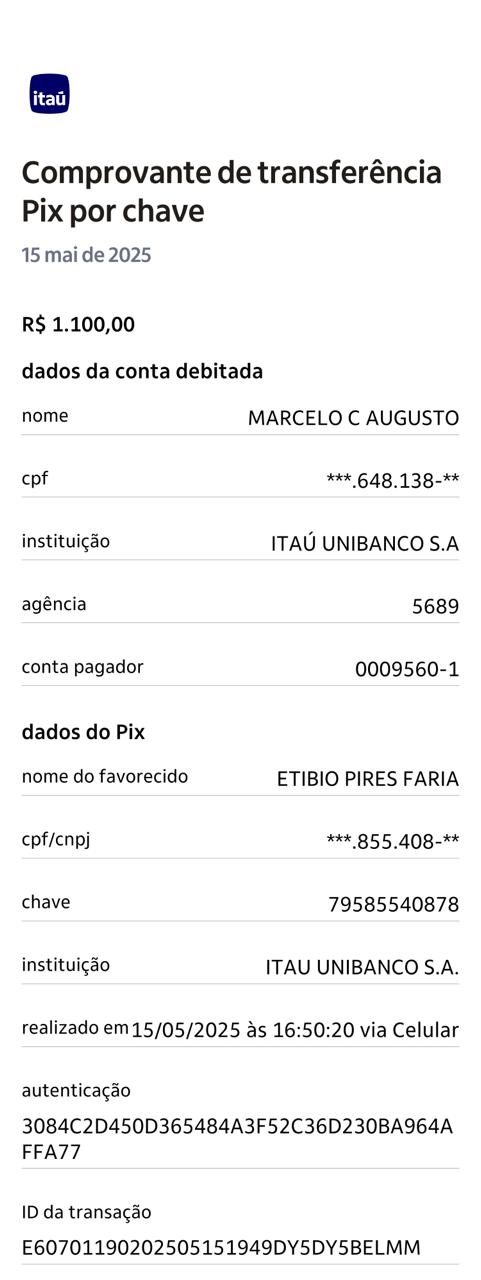 itaú
Comprovante de transferência
Pix por chave
15 mai de 2025
R$ 1.100,00
dados da conta debitada
nome MARCELO C AUGUSTO
cpf ***.648.138-**
instituição ITAÚ UNIBANCO S.A
agência 5689
conta pagador 0009560-1
dados do Pix
nome do favorecido ETIBIO PIRES FARIA
cpf/cnpj ***.855.408-**
chave 79585540878
instituição ITAU UNIBANCO S.A.
realizado em 15/05/2025 às 16:50:20 via Celular
autenticação
3084C2D450D365484A3F52C36D230BA964A
FFA77
ID da transação
E60701190202505151949DY5DY5BELMM